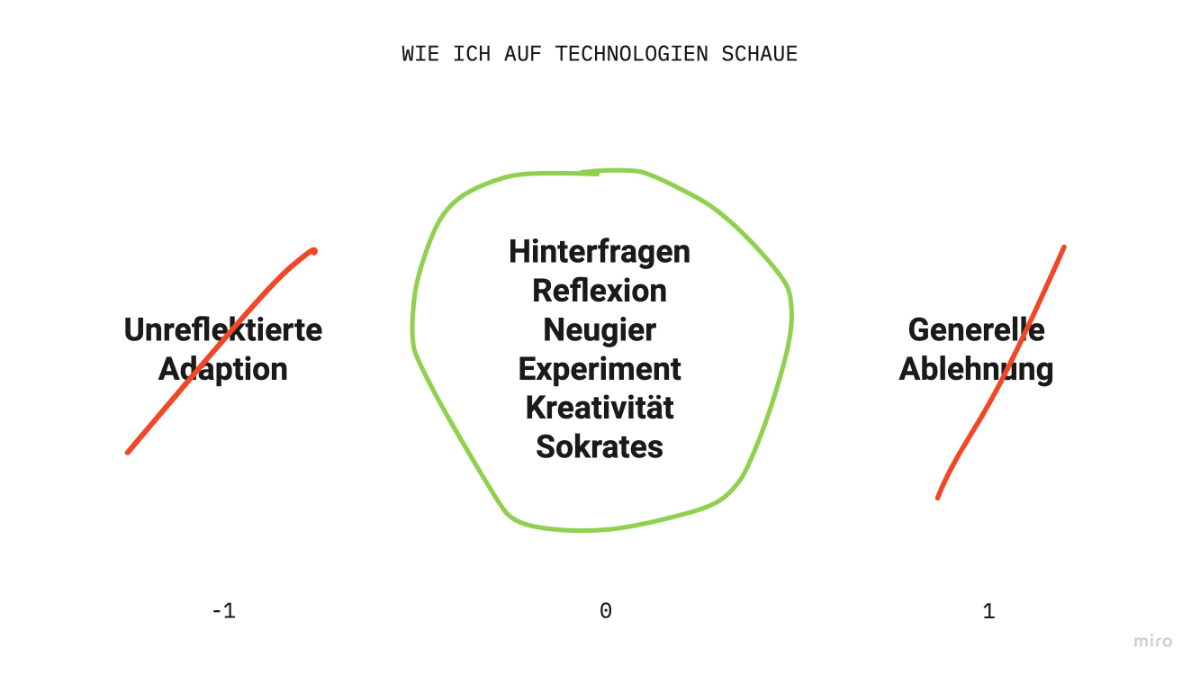 WIE ICH AUF TECHNOLOGIEN SCHAUE
Unreflektierte
Adaption
Hinterfragen
Reflexion
Neugier
Experiment
Kreativität
Sokrates
Generelle
Ablehnung
-1
0
1
miro